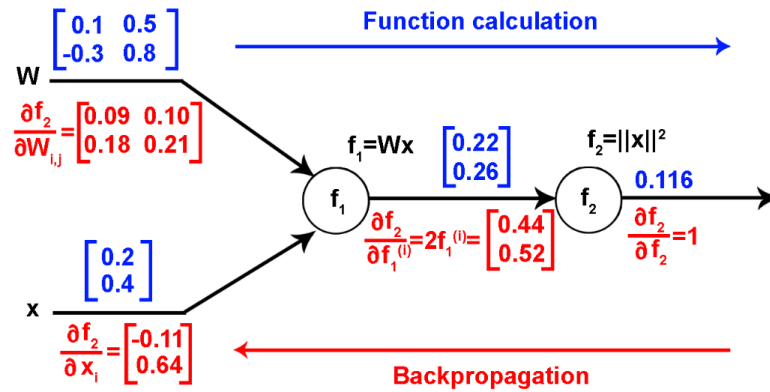 Function calculation
[0.1 0.5
-0.3 0.8]
W
∂f₂/∂Wᵢ,ⱼ=[0.09 0.10
0.18 0.21]
f₁=Wx
[0.22
0.26]
f₂=||x||²
f₁
f₂
0.116
∂f₂/∂f₁⁽ⁱ⁾=2f₁⁽ⁱ⁾=[0.44
0.52]
∂f₂/∂f₂=1
[0.2
0.4]
x
∂f₂/∂xᵢ=[-0.11
0.64]
Backpropagation